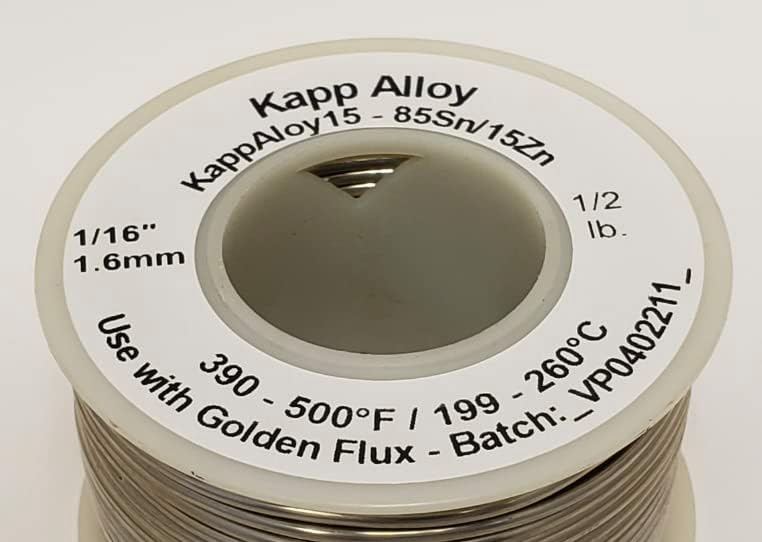 Kapp Alloy
KappAloy15 - 85Sn/15Zn
1/16"
1.6mm
1/2
lb.
390 - 500°F / 199 - 260°C
Use with Golden Flux - Batch:_VP0402211_